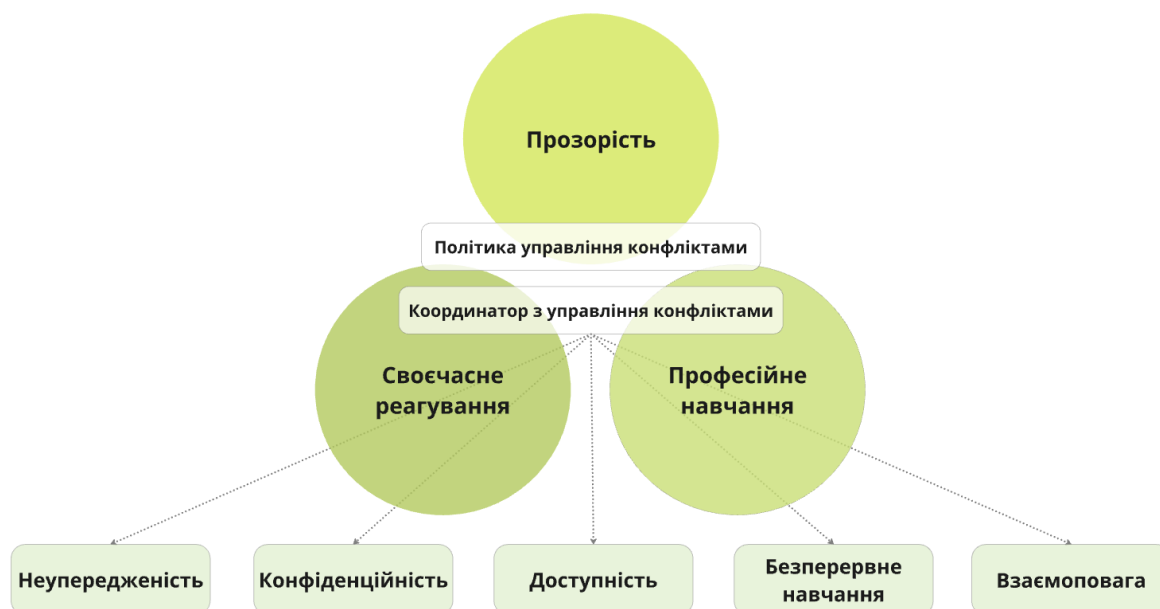 Прозорість
Політика управління конфліктами
Координатор з управління конфліктами
Своєчасне
реагування
Професійне
навчання
Неупередженість
Конфіденційність
Доступність
Безперервне
навчання
Взаємоповага